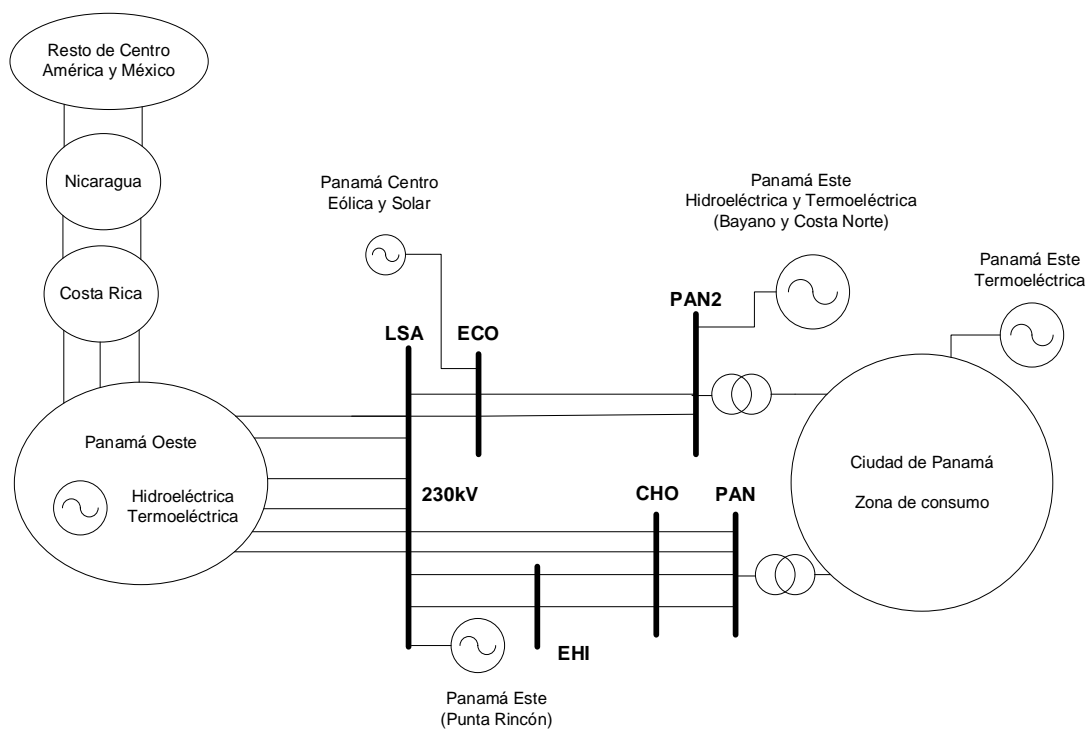 Resto de Centro
América y México
Nicaragua
Costa Rica
Panamá Oeste
Hidroeléctrica
Termoeléctrica
Panamá Centro
Eólica y Solar
LSA
ECO
230kV
Panamá Este
Hidroeléctrica y Termoeléctrica
(Bayano y Costa Norte)
PAN2
Panamá Este
Termoeléctrica
Ciudad de Panamá
Zona de consumo
CHO
PAN
EHI
Panamá Este
(Punta Rincón)